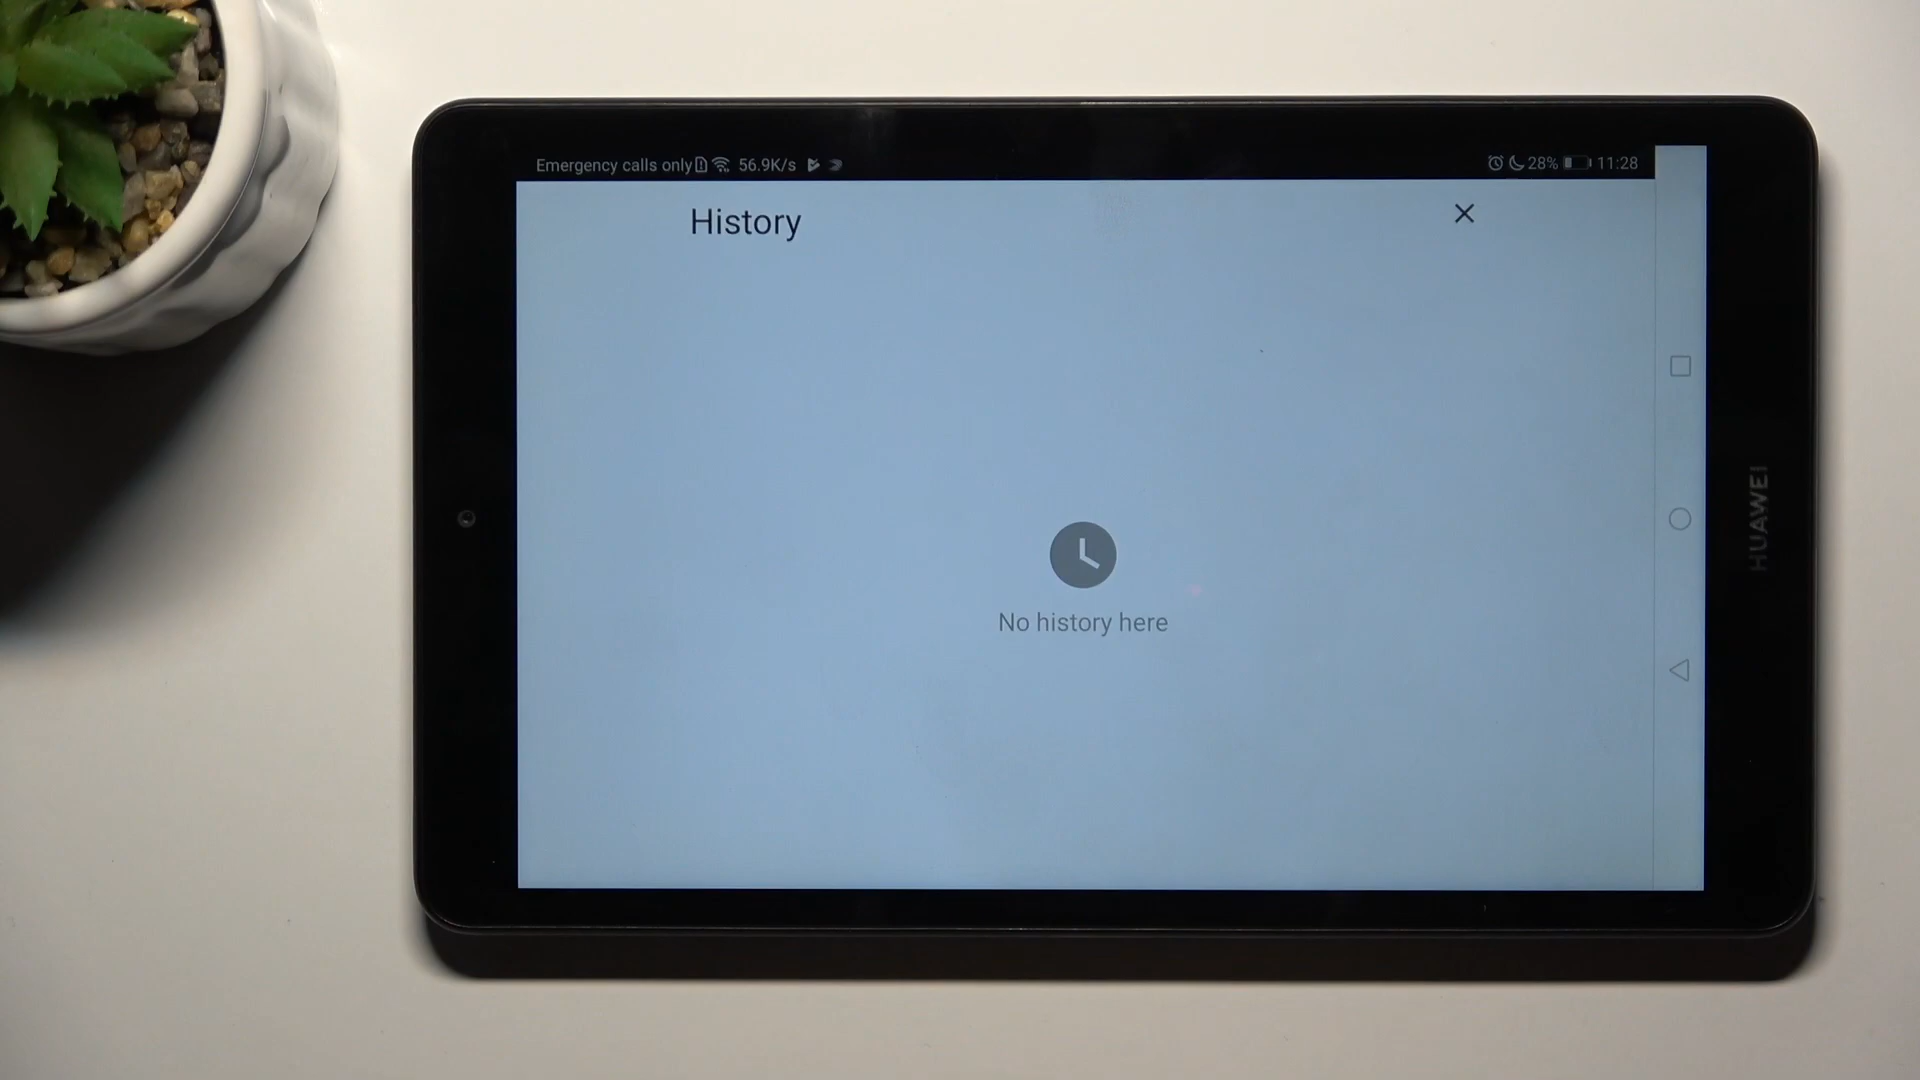 Emergency calls only 56.9K/s 28% 11:28
History
No history here
HUAWEI